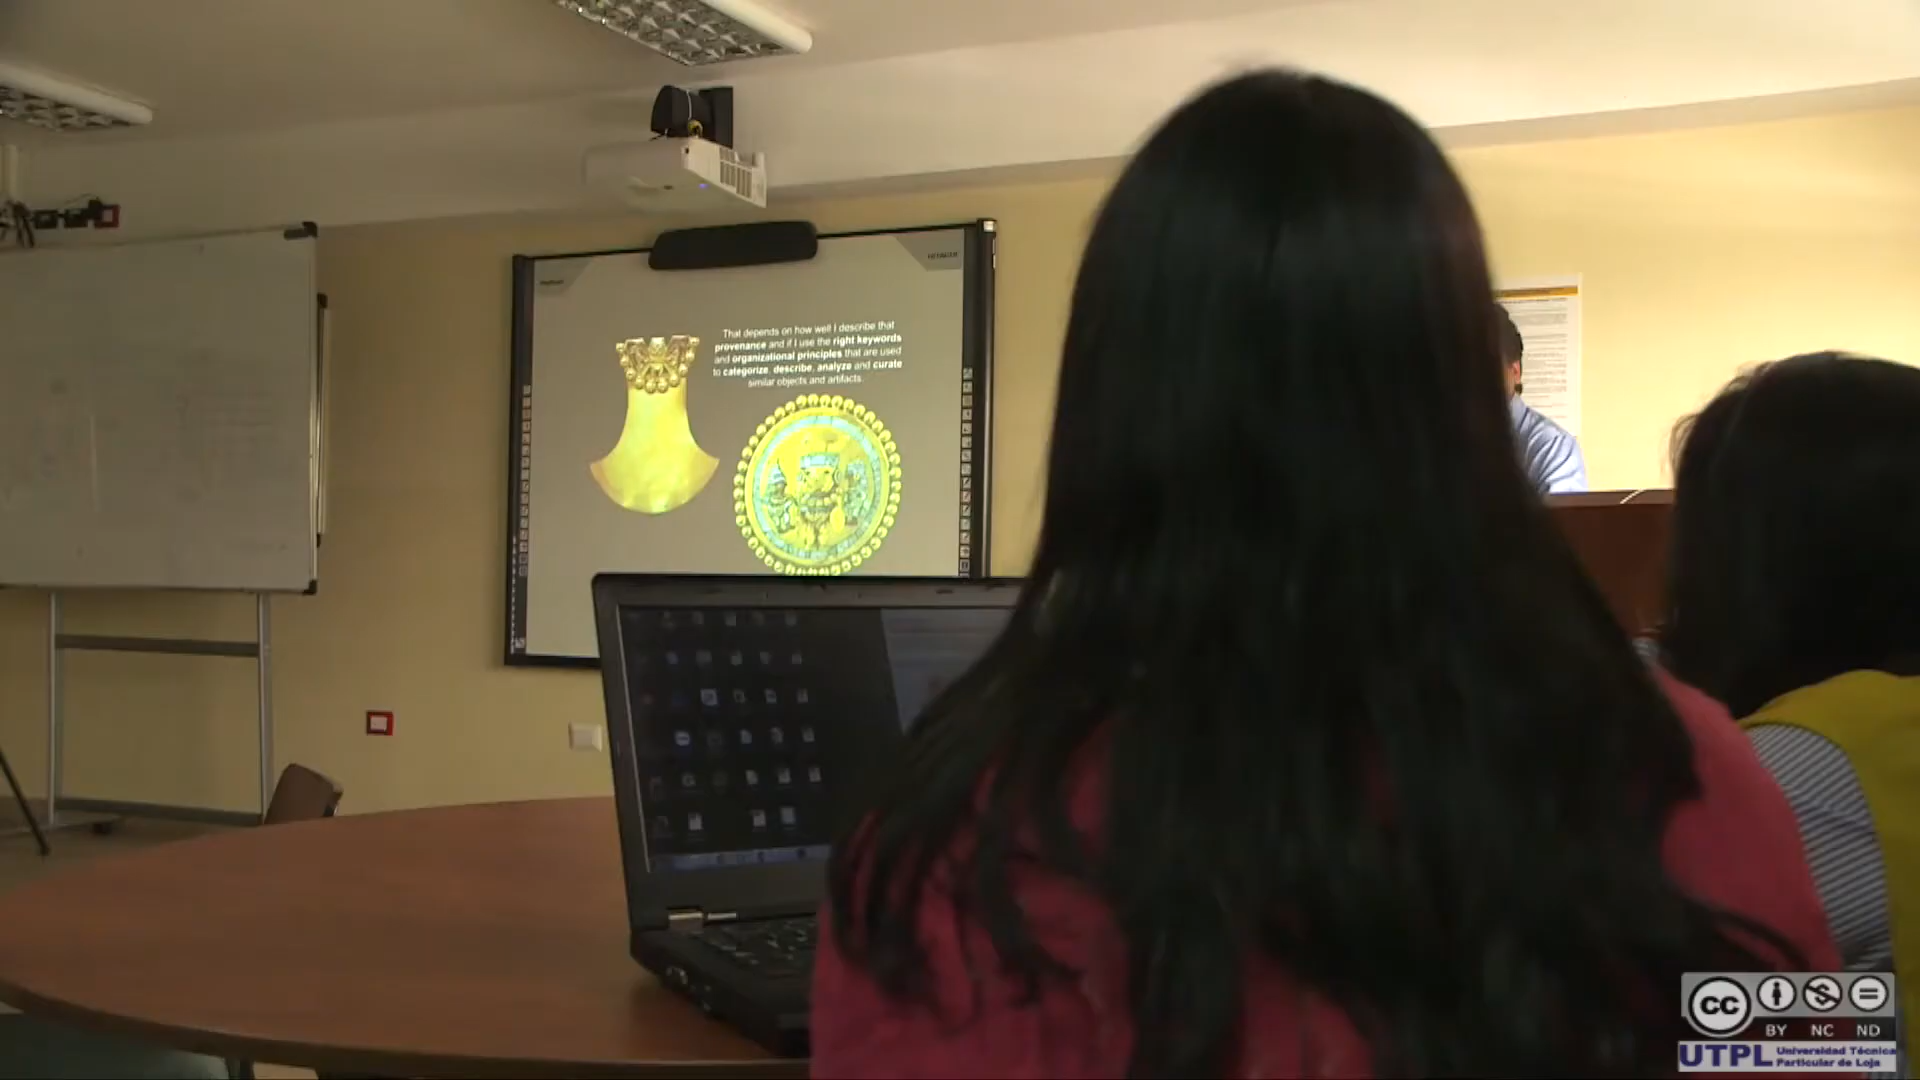 That depends on how well I describe that
provenance and if I use the right keywords
and organizational principles that are used
to categorize, describe, analyze and curate
similar objects and artifacts.
cc
BY NC ND
UTPL Universidad Técnica
Particular de Loja